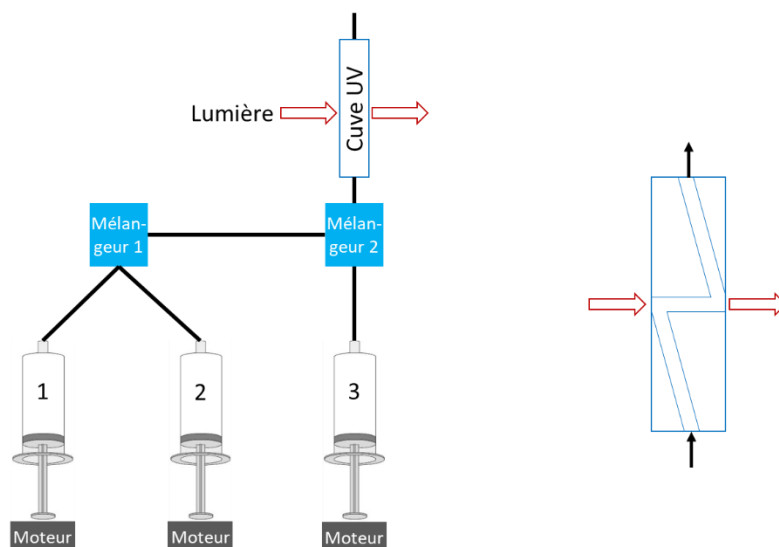 Cuve UV
Lumière
Mélan-
geur 1
Mélan-
geur 2
1
2
3
Moteur
Moteur
Moteur